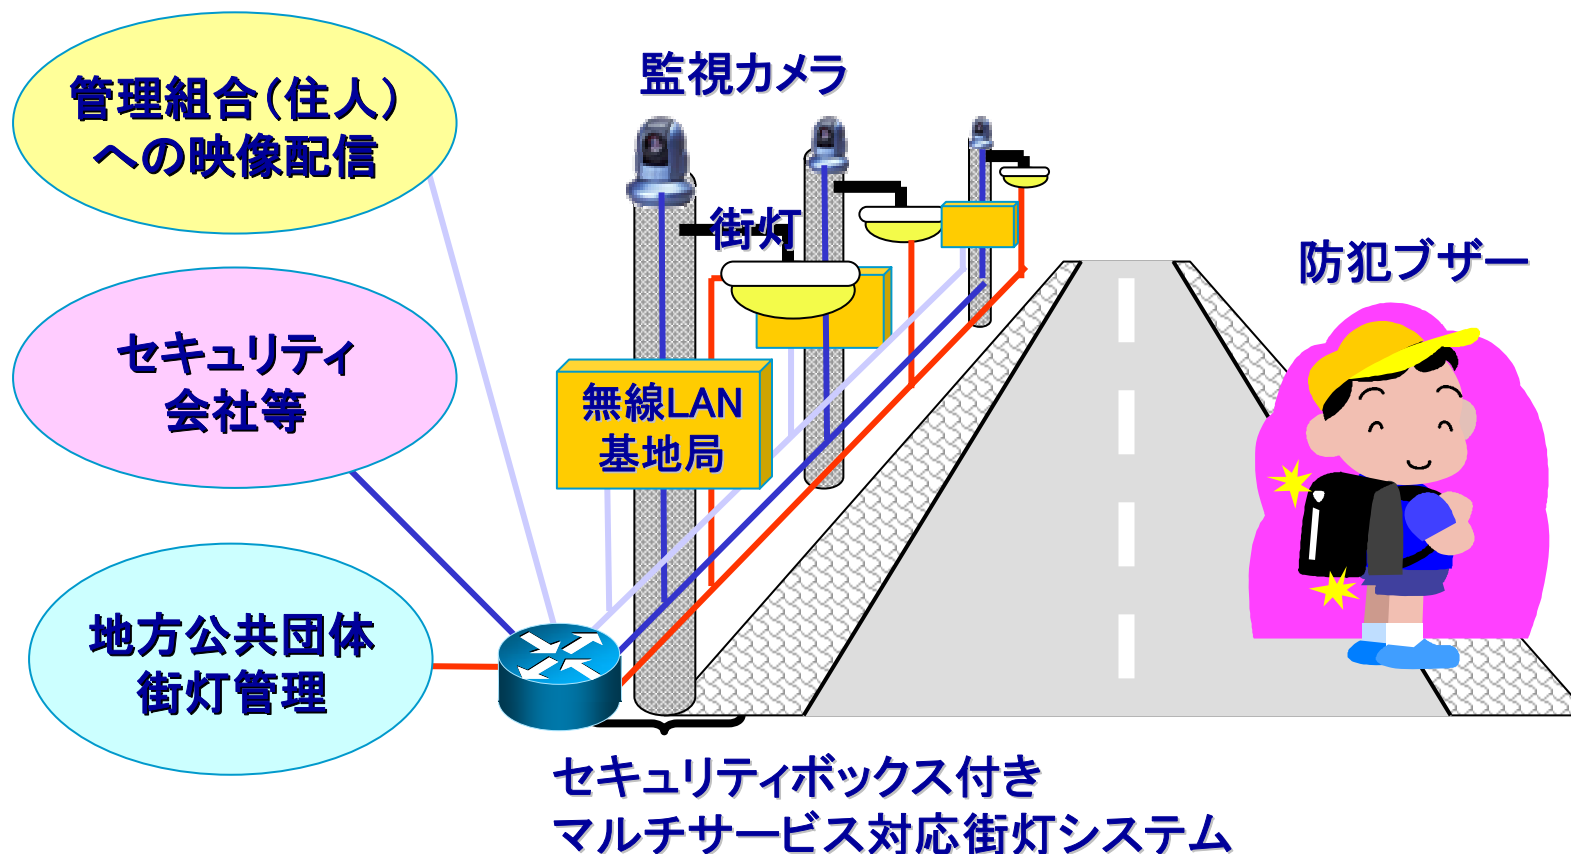 管理組合（住人）
への映像配信
監視カメラ
街灯
防犯ブザー
セキュリティ
会社等
無線LAN
基地局
地方公共団体
街灯管理
セキュリティボックス付き
マルチサービス対応街灯システム